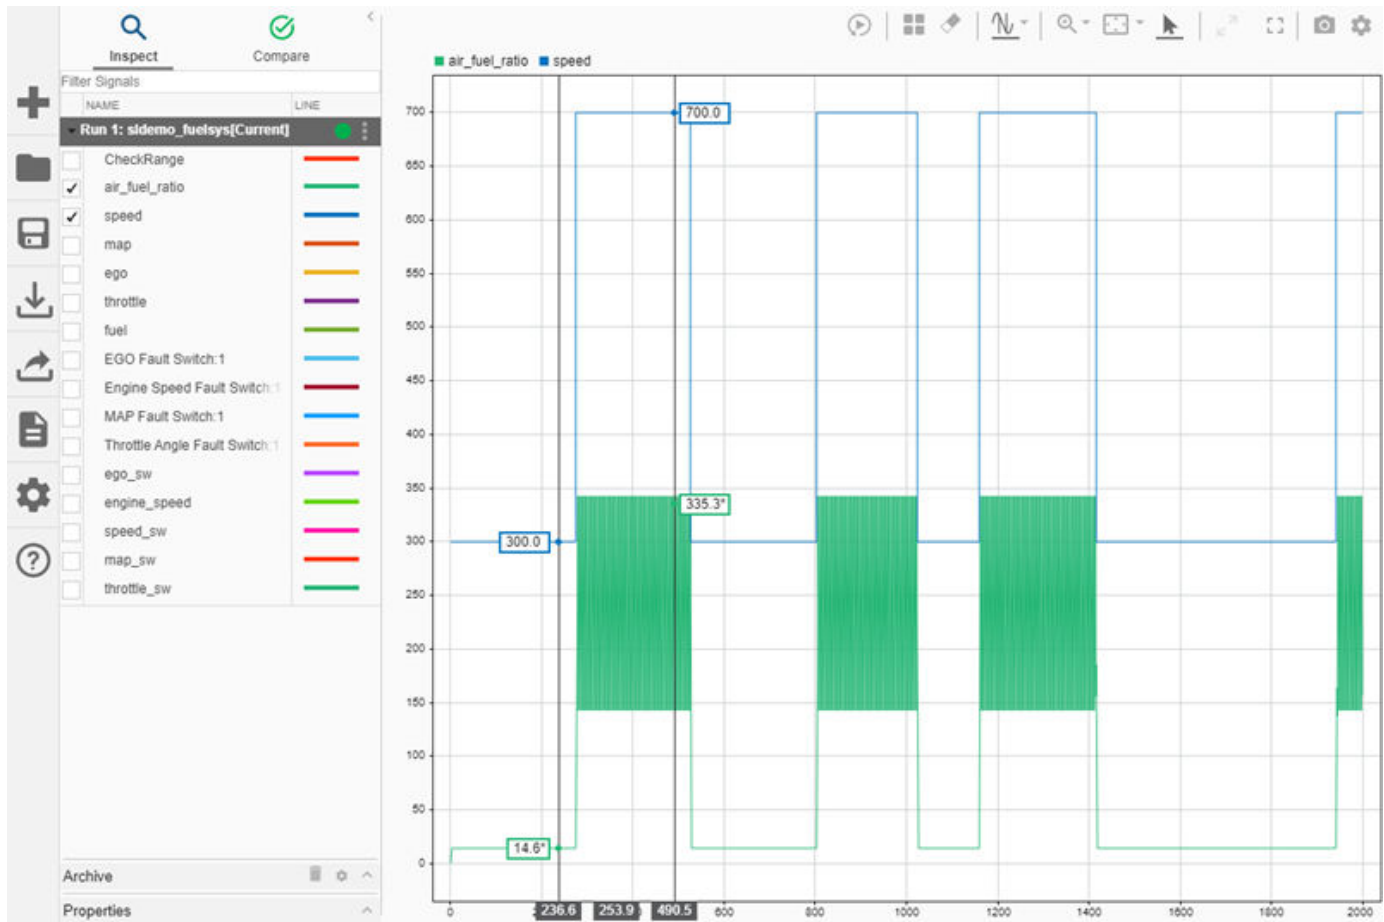 Inspect
Compare
Filter Signals
NAME LINE
Run 1: sldemo_fuelsys[Current]
CheckRange
air_fuel_ratio
speed
map
ego
throttle
fuel
EGO Fault Switch:1
Engine Speed Fault Switch:1
MAP Fault Switch:1
Throttle Angle Fault Switch:1
ego_sw
engine_speed
speed_sw
map_sw
throttle_sw
Archive
Properties
air_fuel_ratio speed
700
650
600
550
500
450
400
350
300
250
200
150
100
50
0
700.0
335.3*
300.0
14.6*
0 236.6 253.9 490.5 600 800 1000 1200 1400 1600 1800 2000